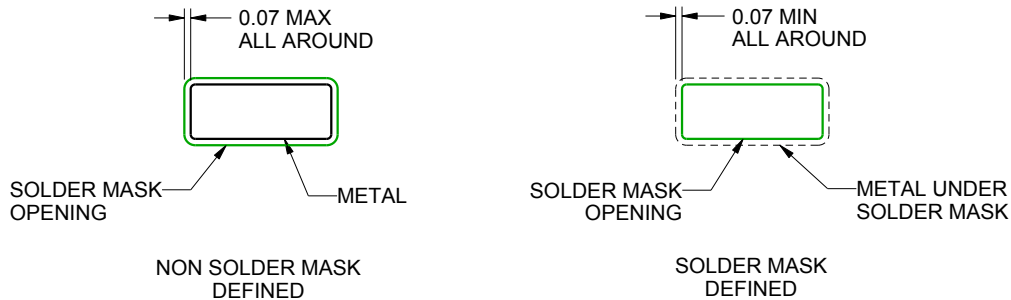 0.07 MAX
ALL AROUND
SOLDER MASK
OPENING
METAL
NON SOLDER MASK
DEFINED
0.07 MIN
ALL AROUND
SOLDER MASK
OPENING
METAL UNDER
SOLDER MASK
SOLDER MASK
DEFINED